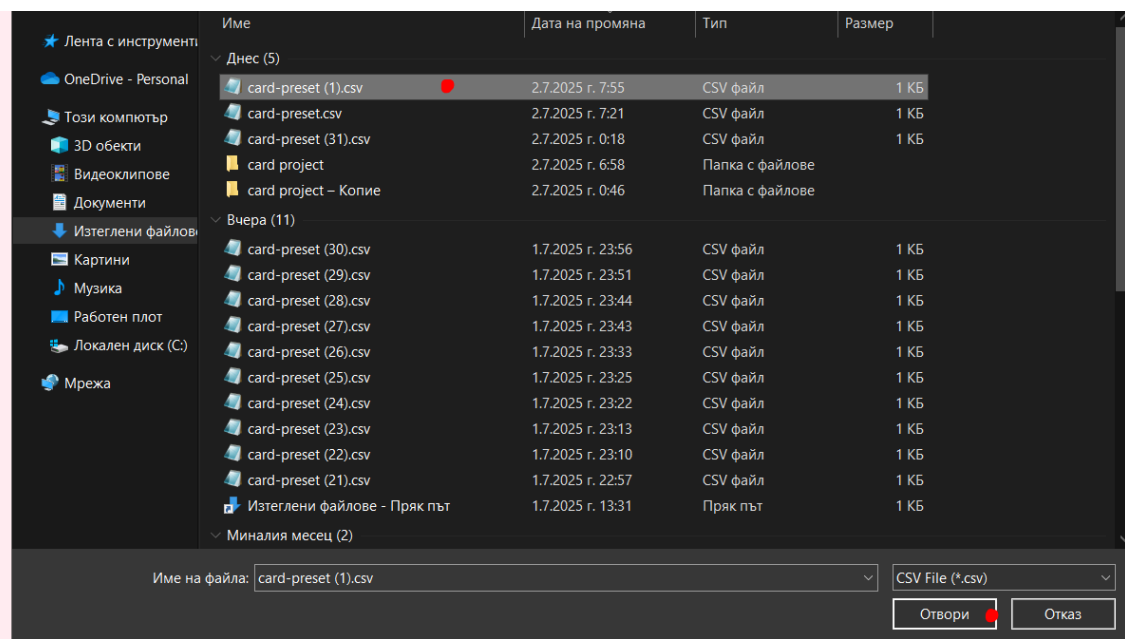 Име Дата на промяна Тип Размер
Лента с инструменти
OneDrive - Personal
Този компютър
3D обекти
Видеоклипове
Документи
Изтеглени файлове
Картини
Музика
Работен плот
Локален диск (C:)
Мрежа
Днес (5)
card-preset (1).csv 2.7.2025 г. 7:55 CSV файл 1 КБ
card-preset.csv 2.7.2025 г. 7:21 CSV файл 1 КБ
card-preset (31).csv 2.7.2025 г. 0:18 CSV файл 1 КБ
card project 2.7.2025 г. 6:58 Папка с файлове
card project – Копие 2.7.2025 г. 0:46 Папка с файлове
Вчера (11)
card-preset (30).csv 1.7.2025 г. 23:56 CSV файл 1 КБ
card-preset (29).csv 1.7.2025 г. 23:51 CSV файл 1 КБ
card-preset (28).csv 1.7.2025 г. 23:44 CSV файл 1 КБ
card-preset (27).csv 1.7.2025 г. 23:43 CSV файл 1 КБ
card-preset (26).csv 1.7.2025 г. 23:33 CSV файл 1 КБ
card-preset (25).csv 1.7.2025 г. 23:25 CSV файл 1 КБ
card-preset (24).csv 1.7.2025 г. 23:22 CSV файл 1 КБ
card-preset (23).csv 1.7.2025 г. 23:13 CSV файл 1 КБ
card-preset (22).csv 1.7.2025 г. 23:10 CSV файл 1 КБ
card-preset (21).csv 1.7.2025 г. 22:57 CSV файл 1 КБ
Изтеглени файлове - Пряк път 1.7.2025 г. 13:31 Пряк път 1 КБ
Миналия месец (2)
Име на файла: card-preset (1).csv CSV File (*.csv)
Отвори Отказ